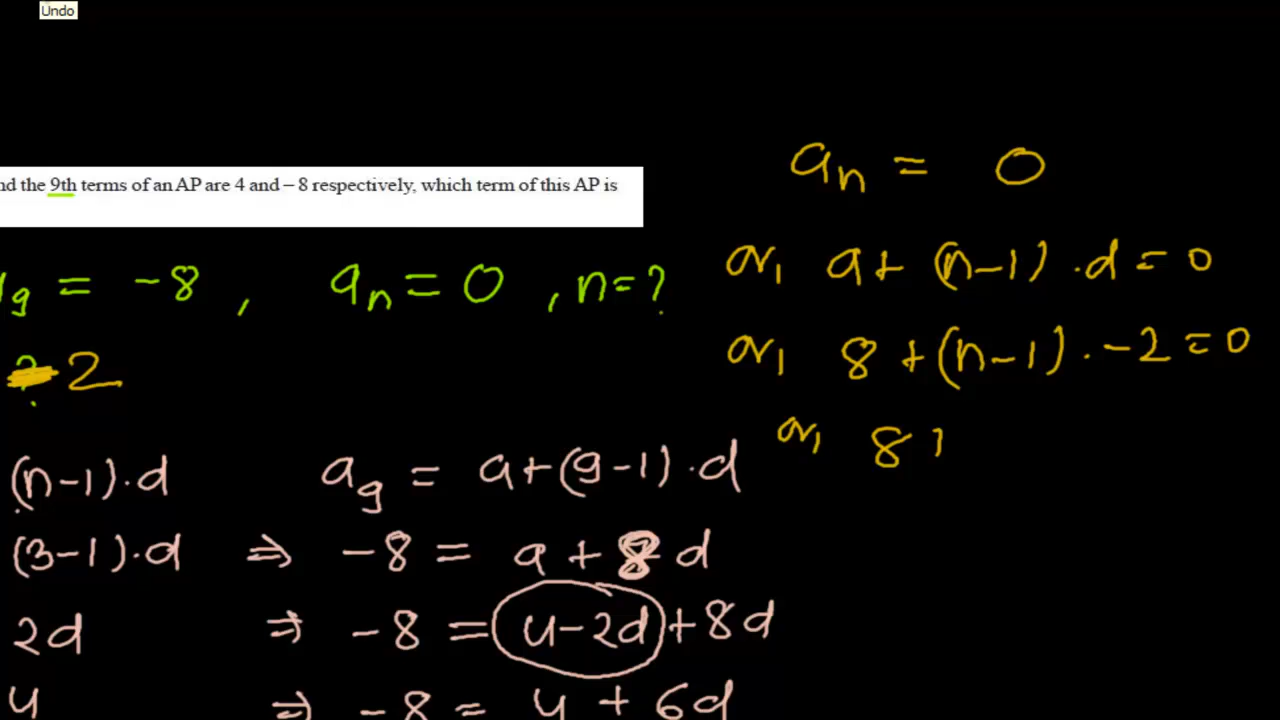 Undo
nd the 9th terms of an AP are 4 and – 8 respectively, which term of this AP is
9 = -8 , an = 0 , n = ?
2
(n-1).d
(3-1).d
2d
4
a9 = a+(9-1).d
⇒ -8 = a + 8d
⇒ -8 = 4-2d +8d
⇒ -8 = 4 + 6d
an = 0
or, a+ (n-1) .d = 0
or, 8 +(n-1) . -2 = 0
or, 8